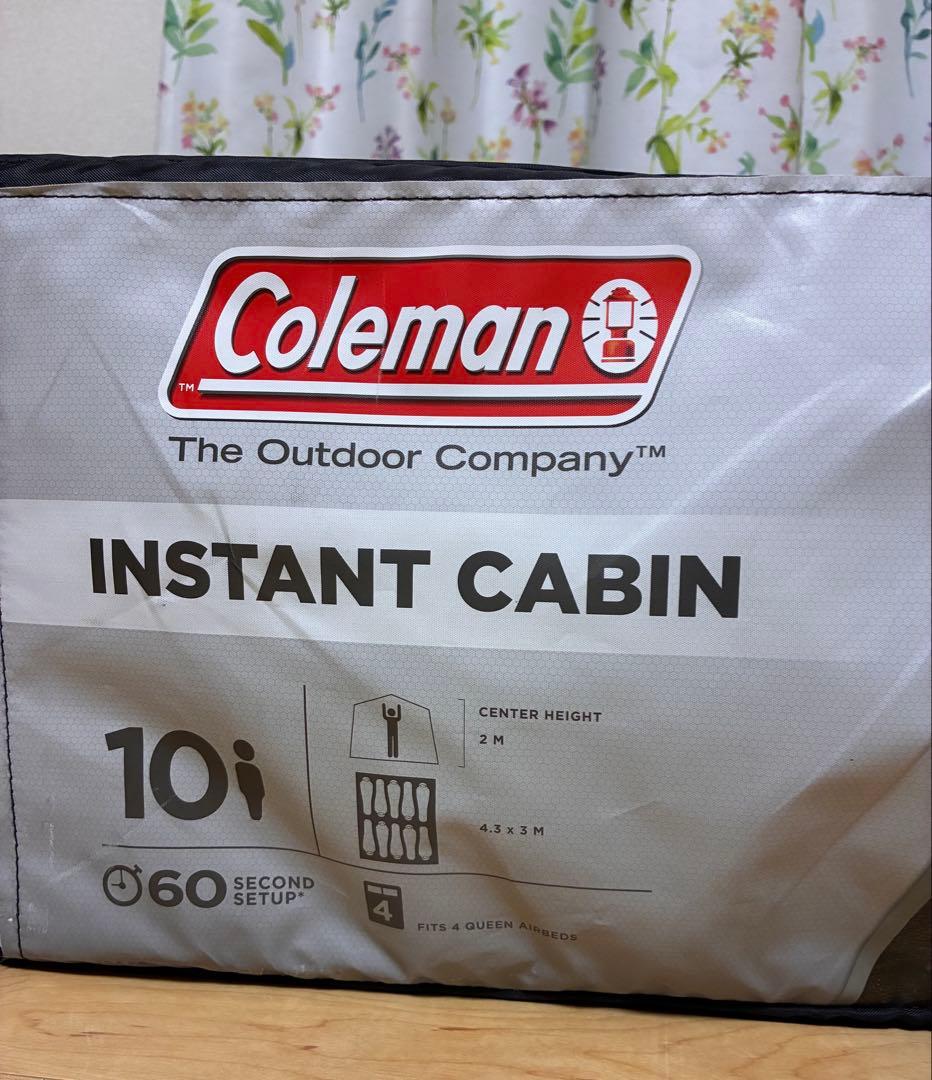 Coleman
TM
The Outdoor Company™
INSTANT CABIN
10
CENTER HEIGHT
2 M
4.3 x 3 M
60 SECOND
SETUP*
4
FITS 4 QUEEN AIRBEDS